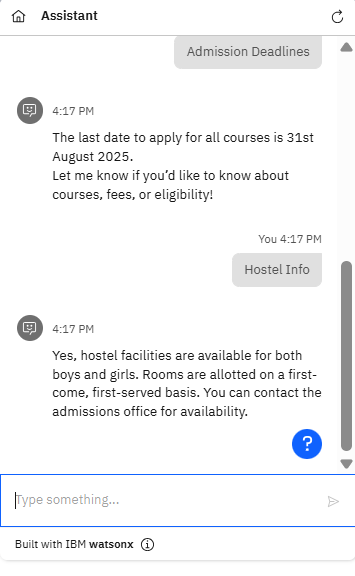 Assistant
Admission Deadlines
4:17 PM
The last date to apply for all courses is 31st
August 2025.
Let me know if you’d like to know about
courses, fees, or eligibility!
You 4:17 PM
Hostel Info
4:17 PM
Yes, hostel facilities are available for both
boys and girls. Rooms are allotted on a first-
come, first-served basis. You can contact the
admissions office for availability.
?
Type something...
Built with IBM watsonx